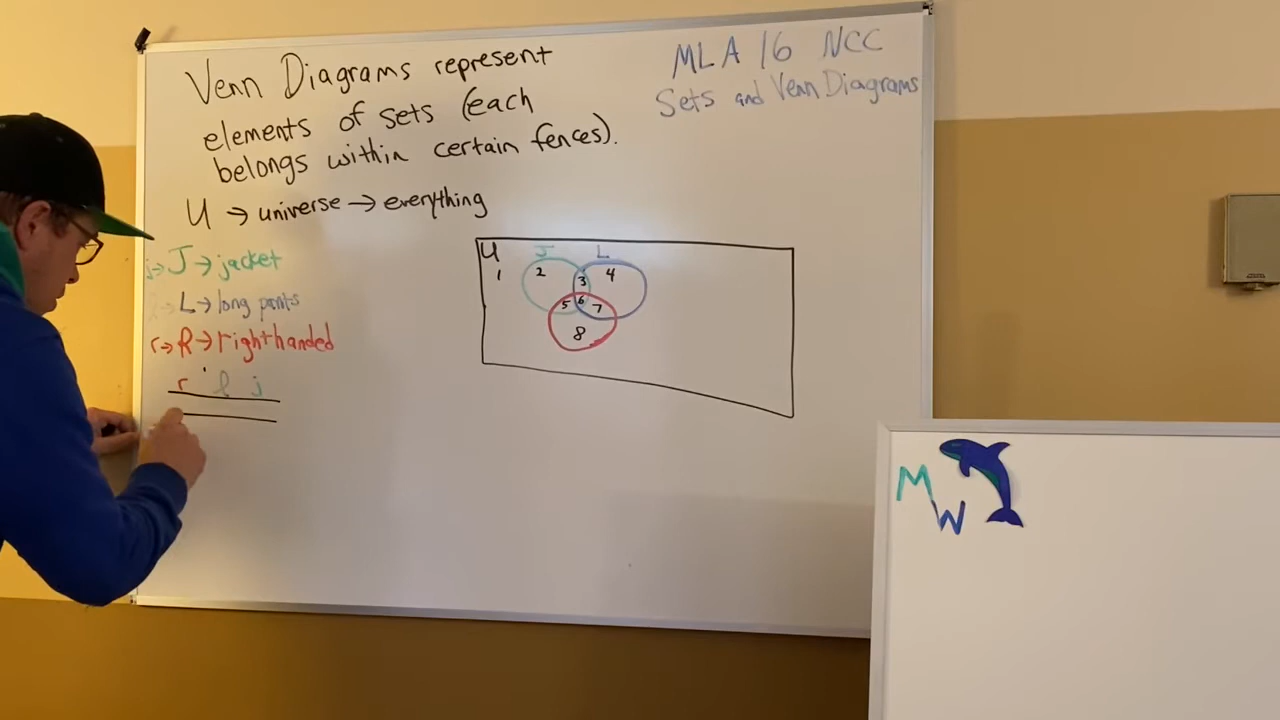 Venn Diagrams represent
elements of sets (each
belongs within certain fences).
MLA 16 NCC
Sets and Venn Diagrams
U → universe → everything
j → J → jacket
L → long pants
r → R → righthanded
r l j
U J L
1 2 3 4
5 6 7
8
M
W